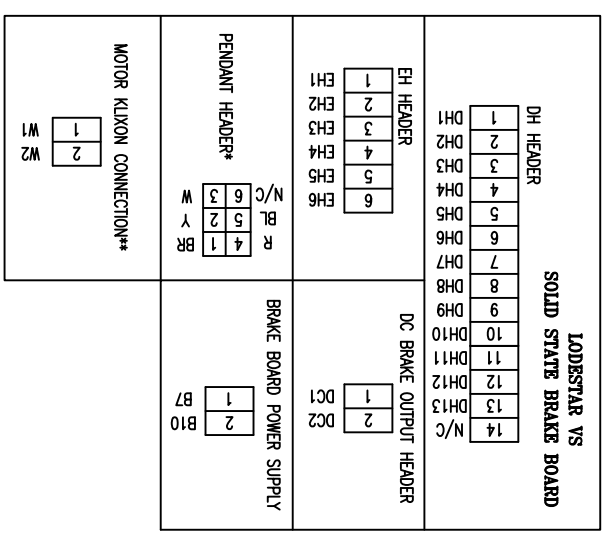 LODESTAR VS
SOLID STATE BRAKE BOARD
DH HEADER
1 DH1
2 DH2
3 DH3
4 DH4
5 DH5
6 DH6
7 DH7
8 DH8
9 DH9
10 DH10
11 DH11
12 DH12
13 DH13
14 N/C
EH HEADER
1 EH1
2 EH2
3 EH3
4 EH4
5 EH5
6 EH6
DC BRAKE OUTPUT HEADER
1 DC1
2 DC2
PENDANT HEADER*
N/C 6 3 W
BL 5 2 Y
R 4 1 BR
BRAKE BOARD POWER SUPPLY
1 B7
2 B10
MOTOR KLIXON CONNECTION**
1 W1
2 W2